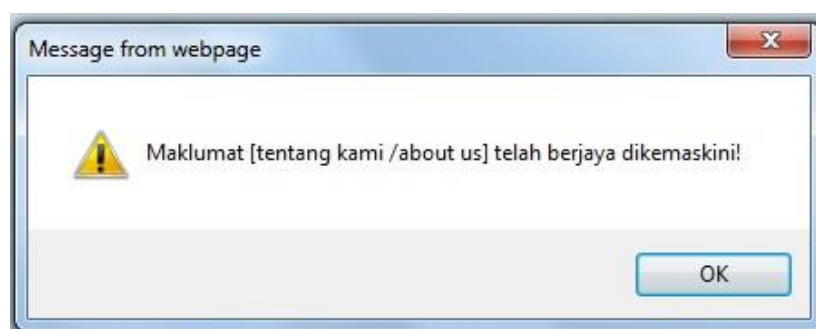 Message from webpage
Maklumat [tentang kami /about us] telah berjaya dikemaskini!
OK